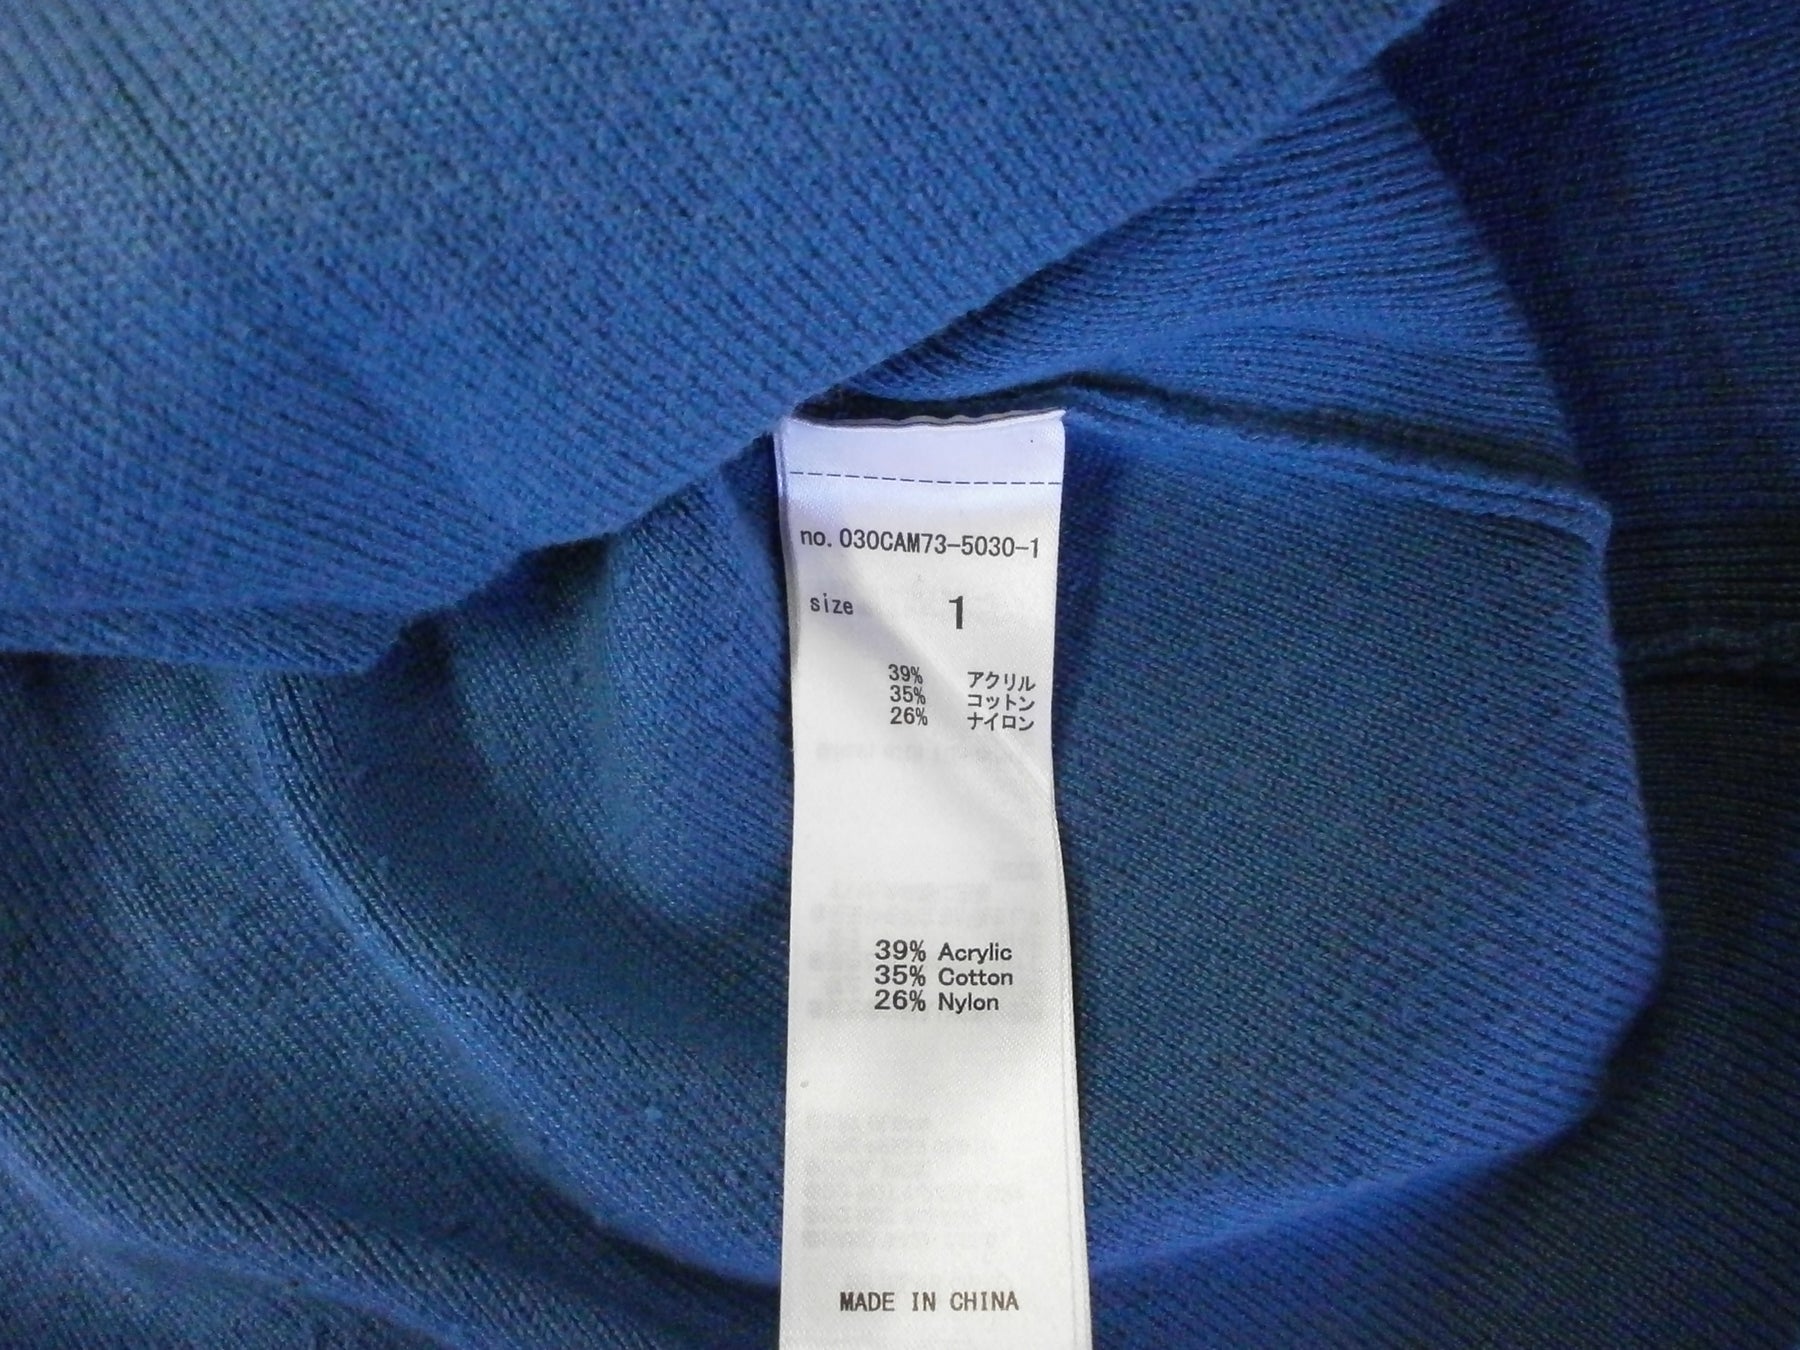 no. 030CAM73-5030-1
size 1
39% アクリル
35% コットン
26% ナイロン
39% Acrylic
35% Cotton
26% Nylon
MADE IN CHINA